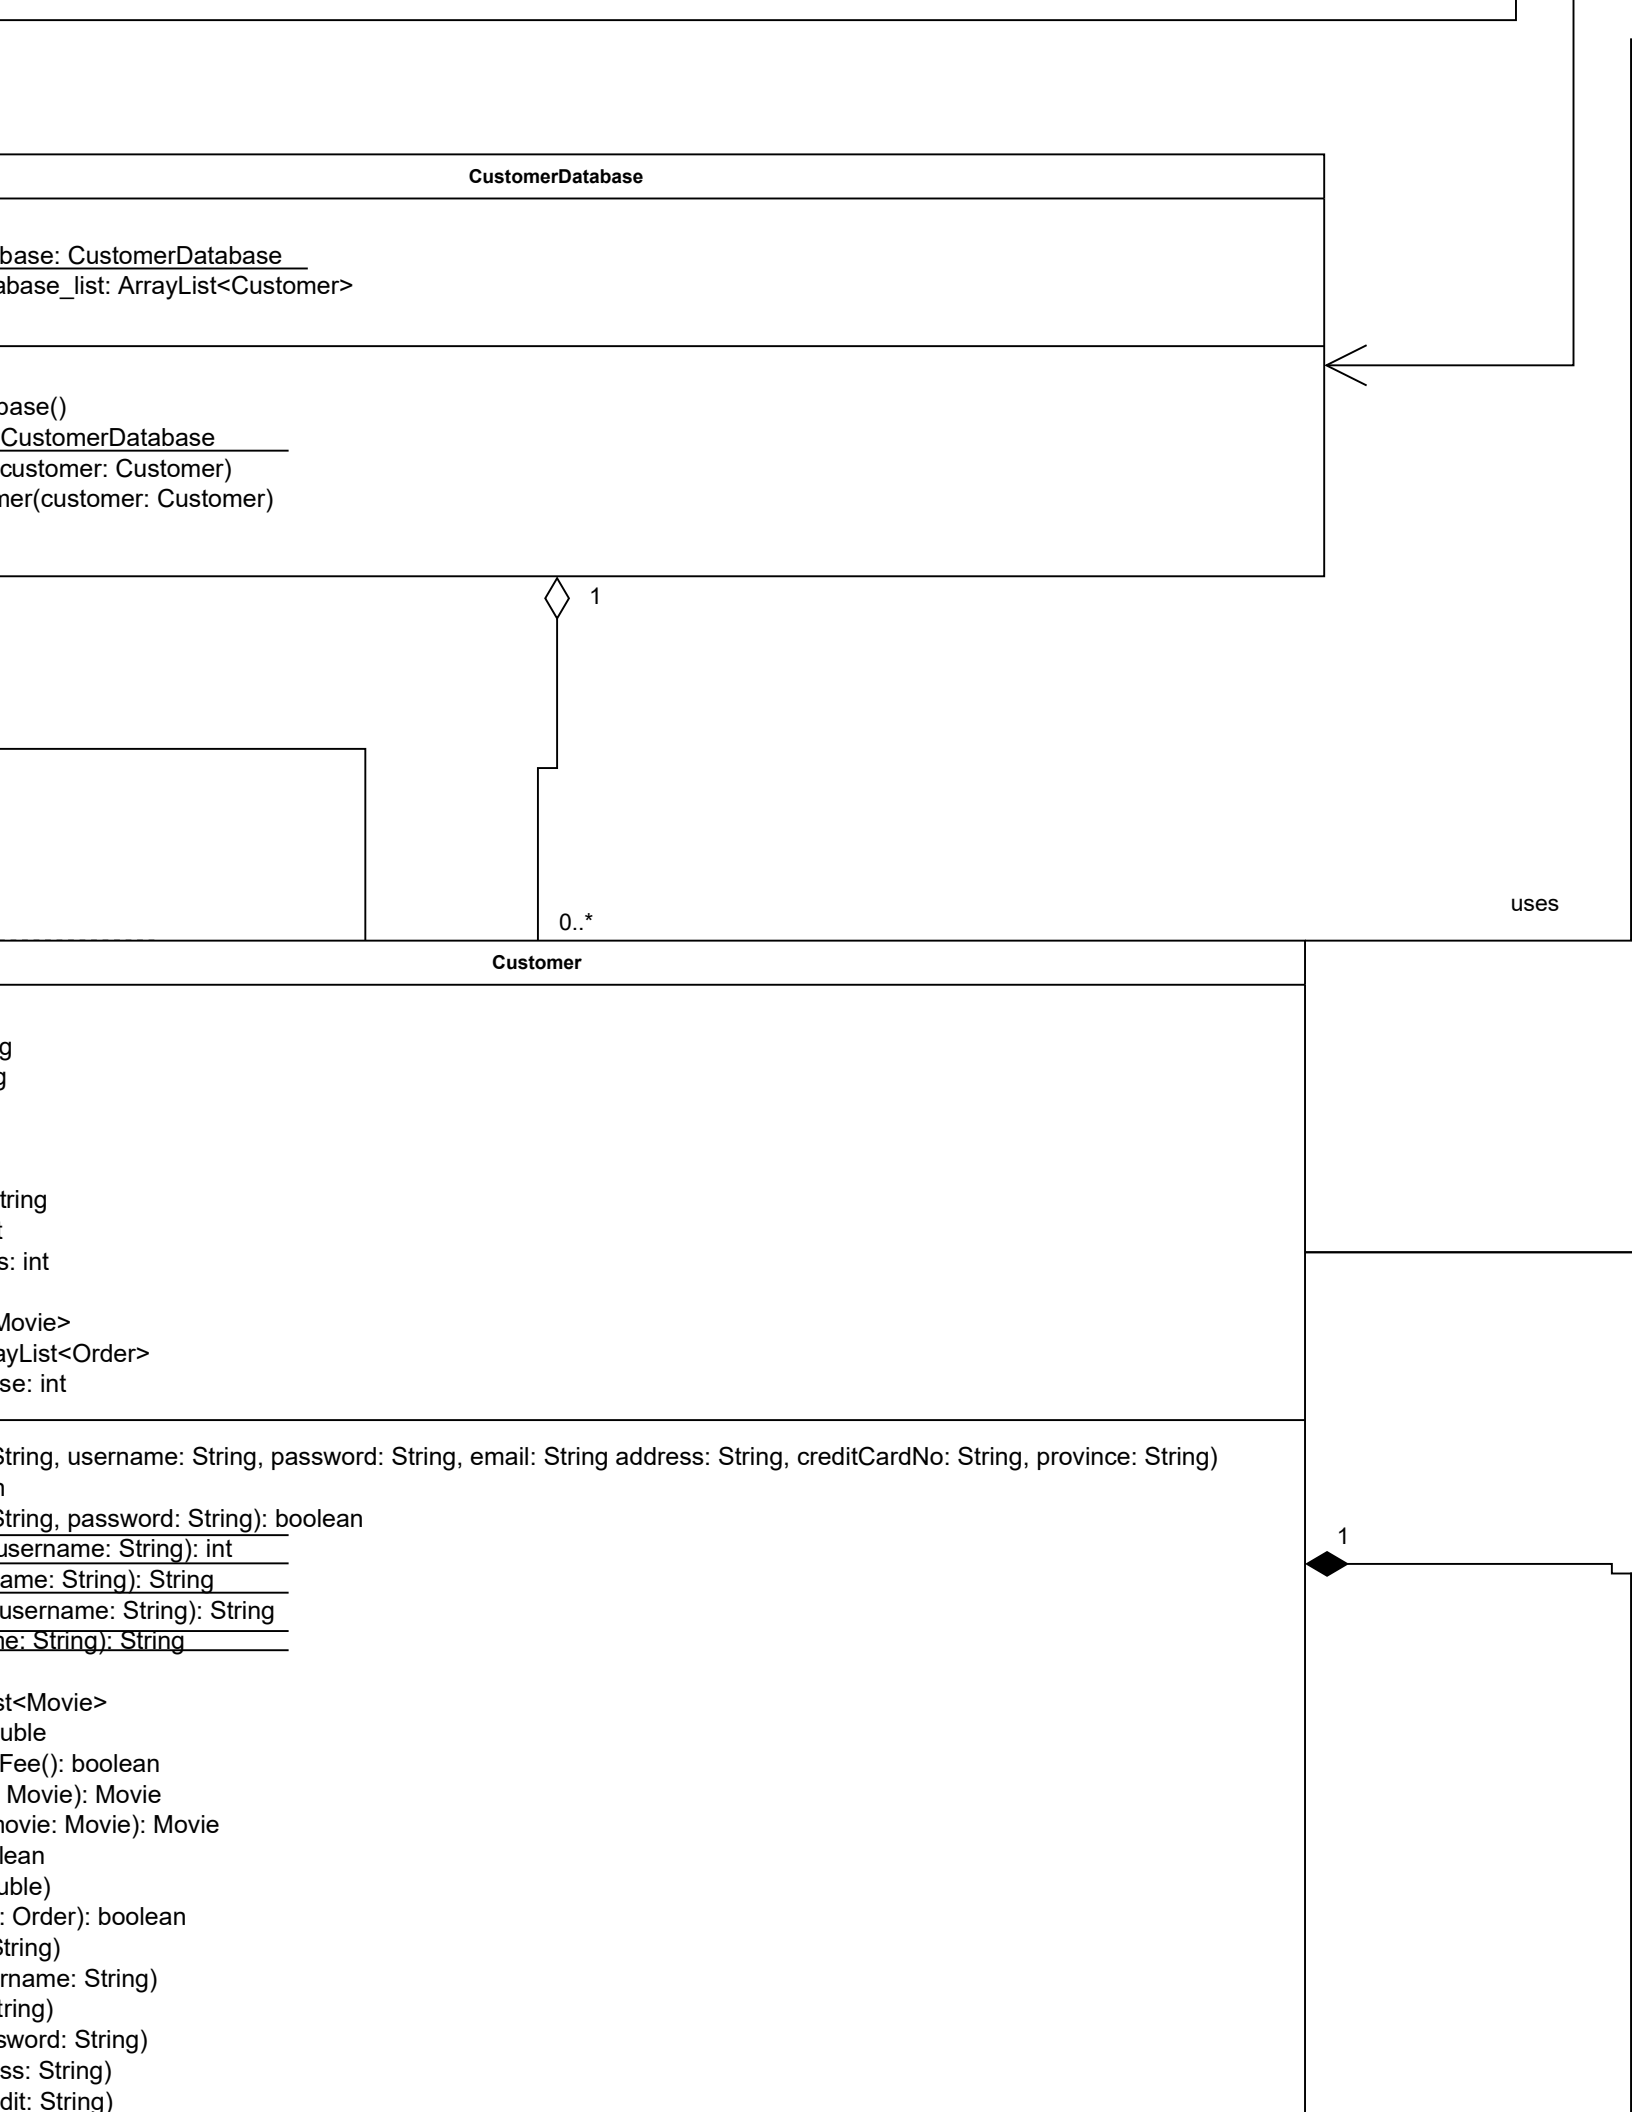 CustomerDatabase
base: CustomerDatabase
abase_list: ArrayList<Customer>
base()
CustomerDatabase
(customer: Customer)
mer(customer: Customer)
1
0..*
uses
Customer
g
g
tring
t
s: int
Movie>
ayList<Order>
se: int
String, username: String, password: String, email: String address: String, creditCardNo: String, province: String)
n
String, password: String): boolean
1
username: String): int
ame: String): String
username: String): String
ne: String): String
st<Movie>
uble
Fee(): boolean
Movie): Movie
movie: Movie): Movie
lean
uble)
: Order): boolean
String)
rname: String)
tring)
sword: String)
ss: String)
dit: String)